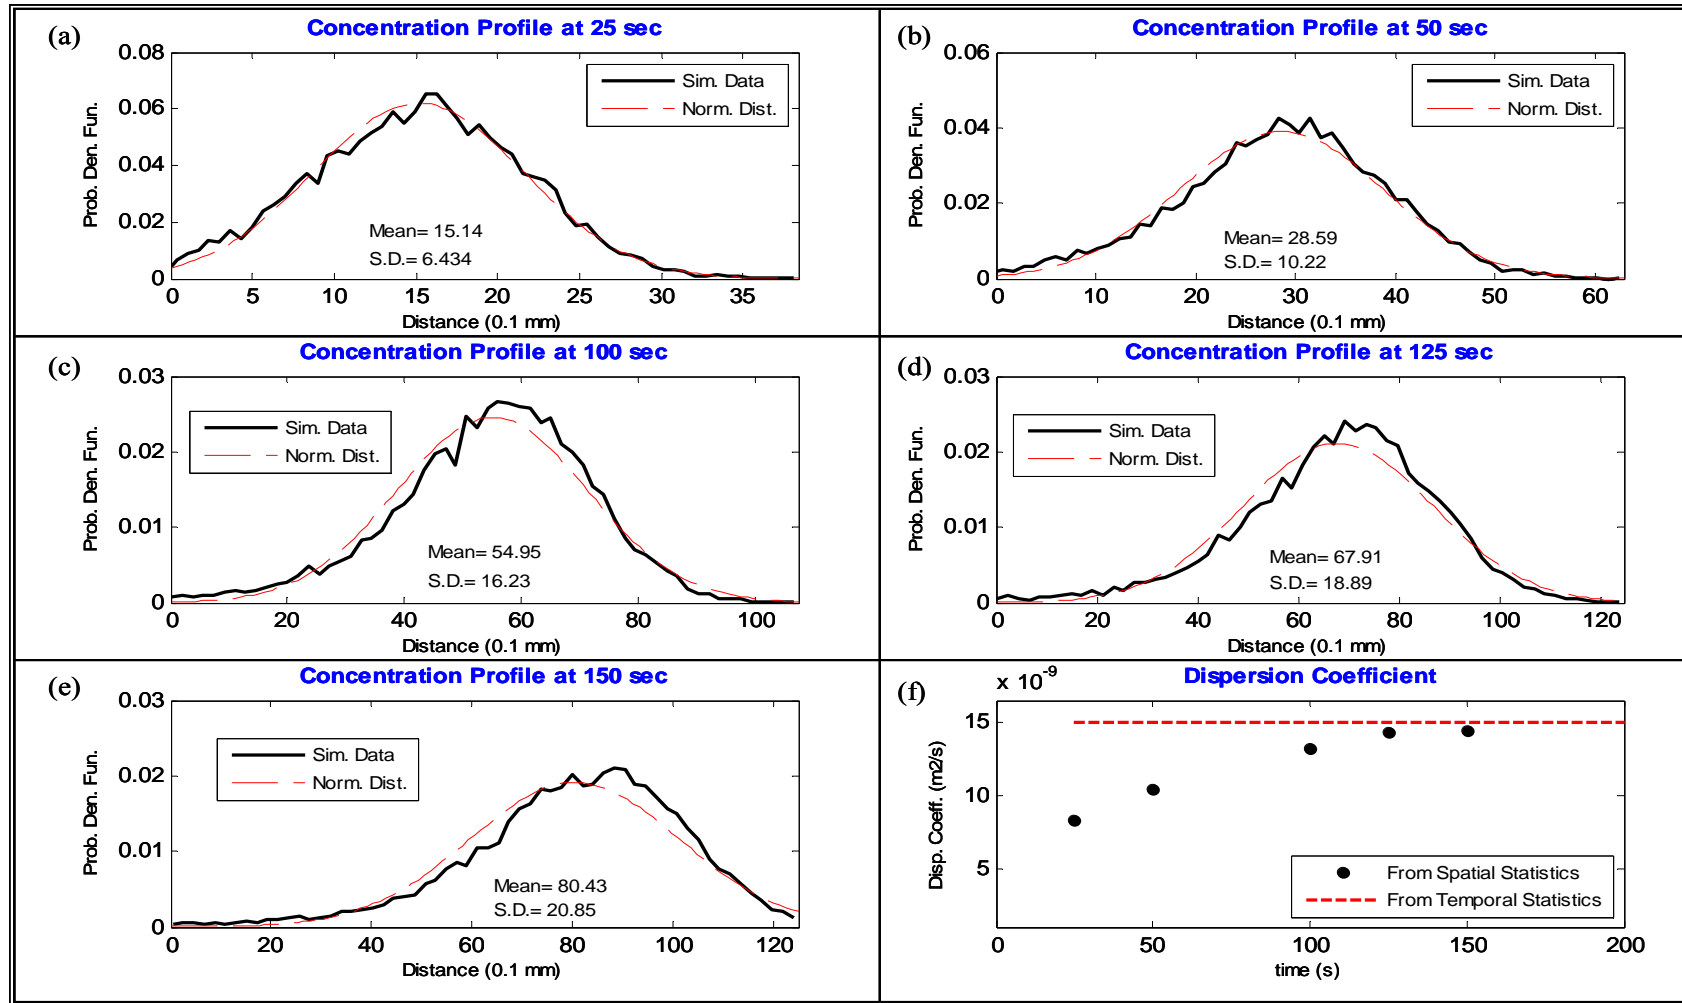 (a)
Concentration Profile at 25 sec
0.08
0.06
0.04
0.02
0
Prob. Den. Fun.
Sim. Data
Norm. Dist.
Mean= 15.14
S.D.= 6.434
0 5 10 15 20 25 30 35
Distance (0.1 mm)
(b)
Concentration Profile at 50 sec
0.06
0.04
0.02
0
Prob. Den. Fun.
Sim. Data
Norm. Dist.
Mean= 28.59
S.D.= 10.22
0 10 20 30 40 50 60
Distance (0.1 mm)
(c)
Concentration Profile at 100 sec
0.03
0.02
0.01
0
Prob. Den. Fun.
Sim. Data
Norm. Dist.
Mean= 54.95
S.D.= 16.23
0 20 40 60 80 100
Distance (0.1 mm)
(d)
Concentration Profile at 125 sec
0.03
0.02
0.01
0
Prob. Den. Fun.
Sim. Data
Norm. Dist.
Mean= 67.91
S.D.= 18.89
0 20 40 60 80 100 120
Distance (0.1 mm)
(e)
Concentration Profile at 150 sec
0.03
0.02
0.01
0
Prob. Den. Fun.
Sim. Data
Norm. Dist.
Mean= 80.43
S.D.= 20.85
0 20 40 60 80 100 120
Distance (0.1 mm)
(f)
x 10⁻⁹
Dispersion Coefficient
15
10
5
Disp. Coeff. (m2/s)
From Spatial Statistics
From Temporal Statistics
0 50 100 150 200
time (s)